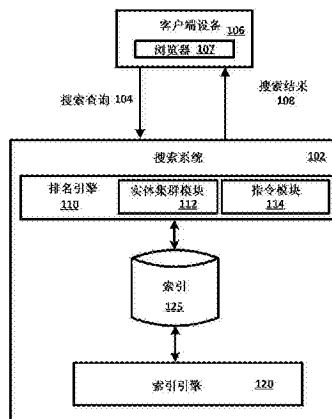 客户端设备 106
浏览器 107
搜索查询 104
搜索结果
108
搜索系统 102
排名引擎
110
实体集群模块
112
指令模块
114
索引
125
索引引擎 120